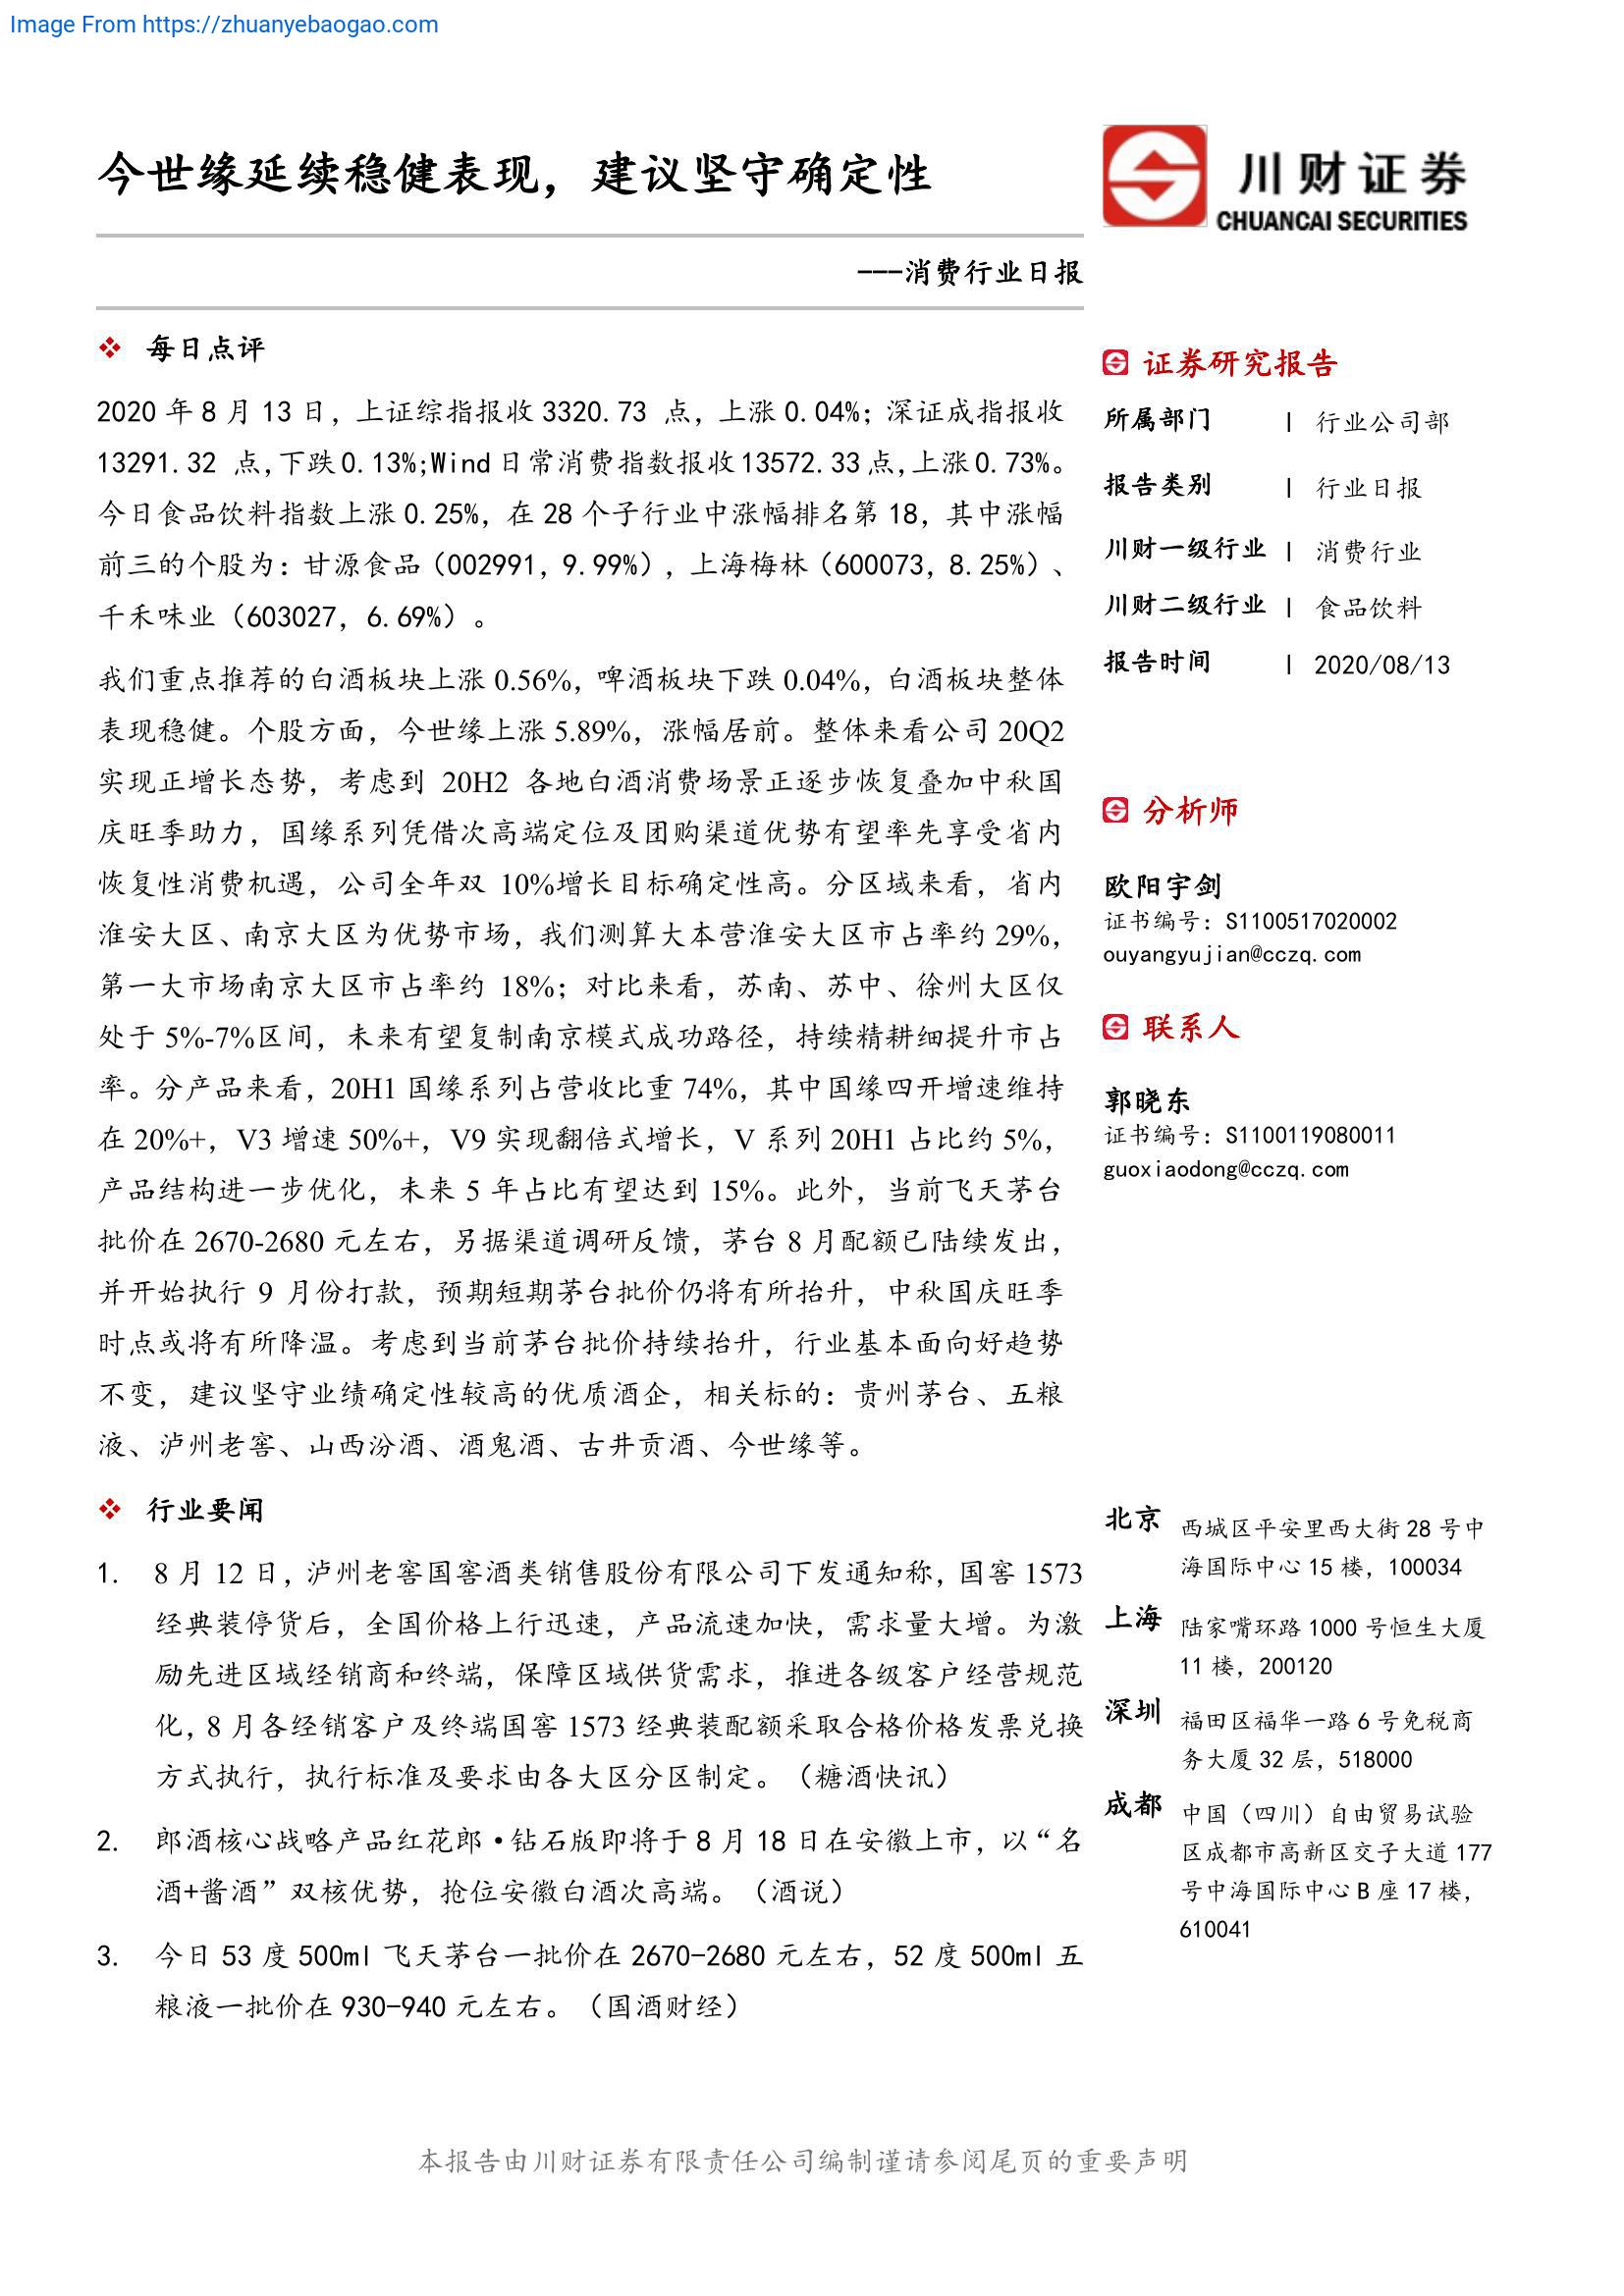 Image From https://zhuanyebaogao.com
今世缘延续稳健表现，建议坚守确定性
川财证券
CHUANCAI SECURITIES
---消费行业日报
❖ 每日点评
2020 年 8 月 13 日，上证综指报收 3320.73 点，上涨 0.04%；深证成指报收
13291.32 点，下跌 0.13%;Wind 日常消费指数报收 13572.33 点，上涨 0.73%。
今日食品饮料指数上涨 0.25%，在 28 个子行业中涨幅排名第 18，其中涨幅
前三的个股为：甘源食品（002991，9.99%），上海梅林（600073，8.25%）、
千禾味业（603027，6.69%）。
我们重点推荐的白酒板块上涨 0.56%，啤酒板块下跌 0.04%，白酒板块整体
表现稳健。个股方面，今世缘上涨 5.89%，涨幅居前。整体来看公司 20Q2
实现正增长态势，考虑到 20H2 各地白酒消费场景正逐步恢复叠加中秋国
庆旺季助力，国缘系列凭借次高端定位及团购渠道优势有望率先享受省内
恢复性消费机遇，公司全年双 10%增长目标确定性高。分区域来看，省内
淮安大区、南京大区为优势市场，我们测算大本营淮安大区市占率约 29%，
第一大市场南京大区市占率约 18%；对比来看，苏南、苏中、徐州大区仅
处于 5%-7%区间，未来有望复制南京模式成功路径，持续精耕细提升市占
率。分产品来看，20H1 国缘系列占营收比重 74%，其中国缘四开增速维持
在 20%+，V3 增速 50%+，V9 实现翻倍式增长，V 系列 20H1 占比约 5%，
产品结构进一步优化，未来 5 年占比有望达到 15%。此外，当前飞天茅台
批价在 2670-2680 元左右，另据渠道调研反馈，茅台 8 月配额已陆续发出，
并开始执行 9 月份打款，预期短期茅台批价仍将有所抬升，中秋国庆旺季
时点或将有所降温。考虑到当前茅台批价持续抬升，行业基本面向好趋势
不变，建议坚守业绩确定性较高的优质酒企，相关标的：贵州茅台、五粮
液、泸州老窖、山西汾酒、酒鬼酒、古井贡酒、今世缘等。
❖ 行业要闻
1. 8 月 12 日，泸州老窖国窖酒类销售股份有限公司下发通知称，国窖 1573
经典装停货后，全国价格上行迅速，产品流速加快，需求量大增。为激
励先进区域经销商和终端，保障区域供货需求，推进各级客户经营规范
化，8 月各经销客户及终端国窖 1573 经典装配额采取合格价格发票兑换
方式执行，执行标准及要求由各大区分区制定。（糖酒快讯）
2. 郎酒核心战略产品红花郎·钻石版即将于 8 月 18 日在安徽上市，以“名
酒+酱酒”双核优势，抢位安徽白酒次高端。（酒说）
3. 今日 53 度 500ml 飞天茅台一批价在 2670-2680 元左右，52 度 500ml 五
粮液一批价在 930-940 元左右。（国酒财经）
证券研究报告
所属部门 | 行业公司部
报告类别 | 行业日报
川财一级行业 | 消费行业
川财二级行业 | 食品饮料
报告时间 | 2020/08/13
分析师
欧阳宇剑
证书编号：S1100517020002
ouyangyujian@cczq.com
联系人
郭晓东
证书编号：S1100119080011
guoxiaodong@cczq.com
北京 西城区平安里西大街 28 号中
海国际中心 15 楼，100034
上海 陆家嘴环路 1000 号恒生大厦
11 楼，200120
深圳 福田区福华一路 6 号免税商
务大厦 32 层，518000
成都 中国（四川）自由贸易试验
区成都市高新区交子大道 177
号中海国际中心 B 座 17 楼，
610041
本报告由川财证券有限责任公司编制谨请参阅尾页的重要声明